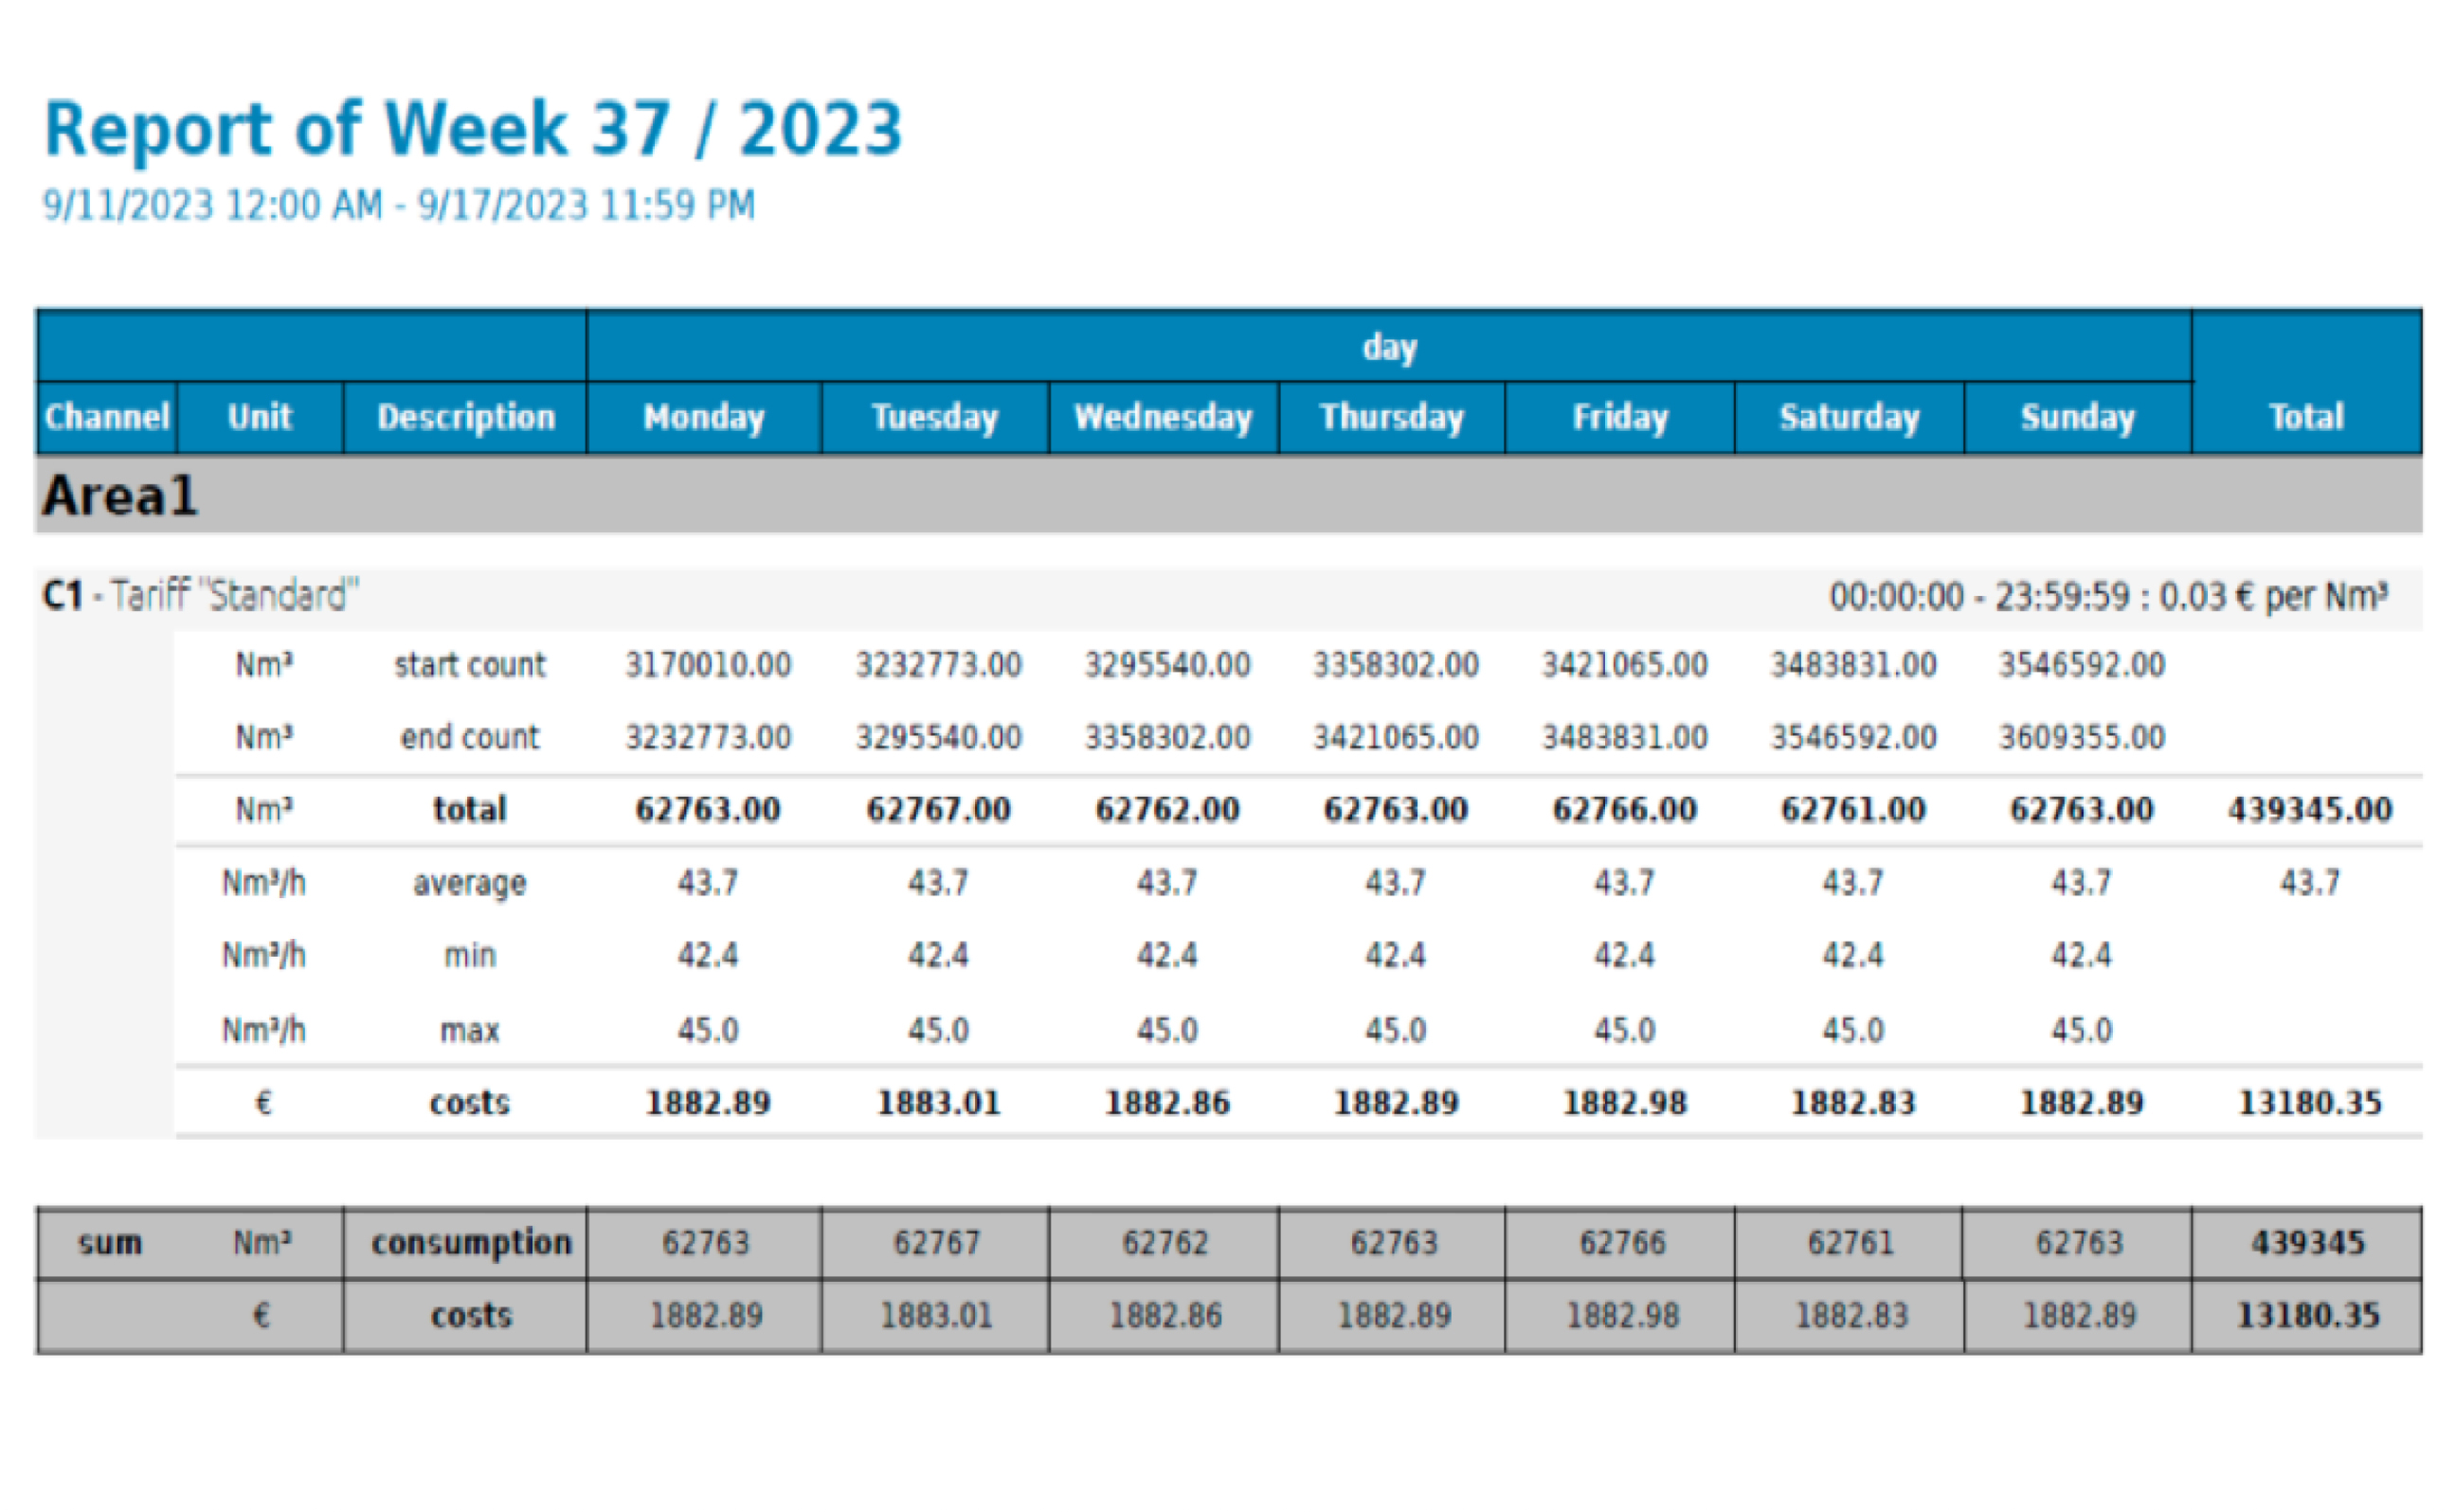 Report of Week 37 / 2023
9/11/2023 12:00 AM - 9/17/2023 11:59 PM
day
Channel Unit Description Monday Tuesday Wednesday Thursday Friday Saturday Sunday Total
Area1
C1 - Tariff "Standard" 00:00:00 - 23:59:59 : 0.03 € per Nm³
Nm³ start count 3170010.00 3232773.00 3295540.00 3358302.00 3421065.00 3483831.00 3546592.00
Nm³ end count 3232773.00 3295540.00 3358302.00 3421065.00 3483831.00 3546592.00 3609355.00
Nm³ total 62763.00 62767.00 62762.00 62763.00 62766.00 62761.00 62763.00 439345.00
Nm³/h average 43.7 43.7 43.7 43.7 43.7 43.7 43.7 43.7
Nm³/h min 42.4 42.4 42.4 42.4 42.4 42.4 42.4
Nm³/h max 45.0 45.0 45.0 45.0 45.0 45.0 45.0
€ costs 1882.89 1883.01 1882.86 1882.89 1882.98 1882.83 1882.89 13180.35
sum Nm³ consumption 62763 62767 62762 62763 62766 62761 62763 439345
€ costs 1882.89 1883.01 1882.86 1882.89 1882.98 1882.83 1882.89 13180.35